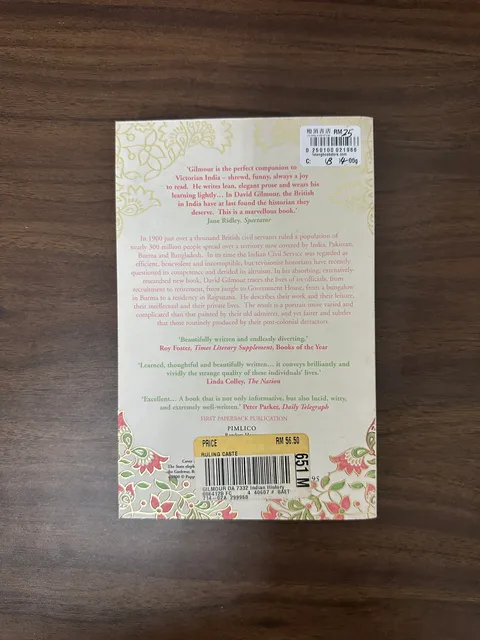 RM 25
9 250100 021966
C: 13 14 00g
'Gilmour is the perfect companion to
Victorian India – shrewd, funny, always a joy
to read. He writes lean, elegant prose and wears his
learning lightly... In David Gilmour, the British
in India have at last found the historian they
deserve. This is a marvellous book.'
Jane Ridley, Spectator
In 1900 just over a thousand British civil servants ruled a population of
nearly 300 million people spread over a territory now covered by India, Pakistan,
Burma and Bangladesh. In its time the Indian Civil Service was regarded as
efficient, benevolent and incorruptible, but revisionist historians have recently
questioned its competence and derided its altruism. In his absorbing, extensively-
researched new book, David Gilmour traces the lives of its officials, from
recruitment to retirement, from jungle to Government House, from a bungalow
in Burma to a residency in Rajputana. He describes their work and their leisure,
their intellectual and their private lives. The result is a portrait more varied and
complicated than that painted by their old admirers, and yet fairer and subtler
than those routinely produced by their post-colonial detractors.
'Beautifully written and endlessly diverting.'
Roy Foster, Times Literary Supplement, Books of the Year
'Learned, thoughtful and beautifully written... it conveys brilliantly and
vividly the strange quality of these individuals' lives.'
Linda Colley, The Nation
'Excellent... A book that is not only informative, but also lucid, witty,
and extremely well-written.' Peter Parker, Daily Telegraph
FIRST PAPERBACK PUBLICATION
PIMLICO
PRICE RM 56.50
RULING CASTE
651 M
GILMOUR OA 7332 Indian History